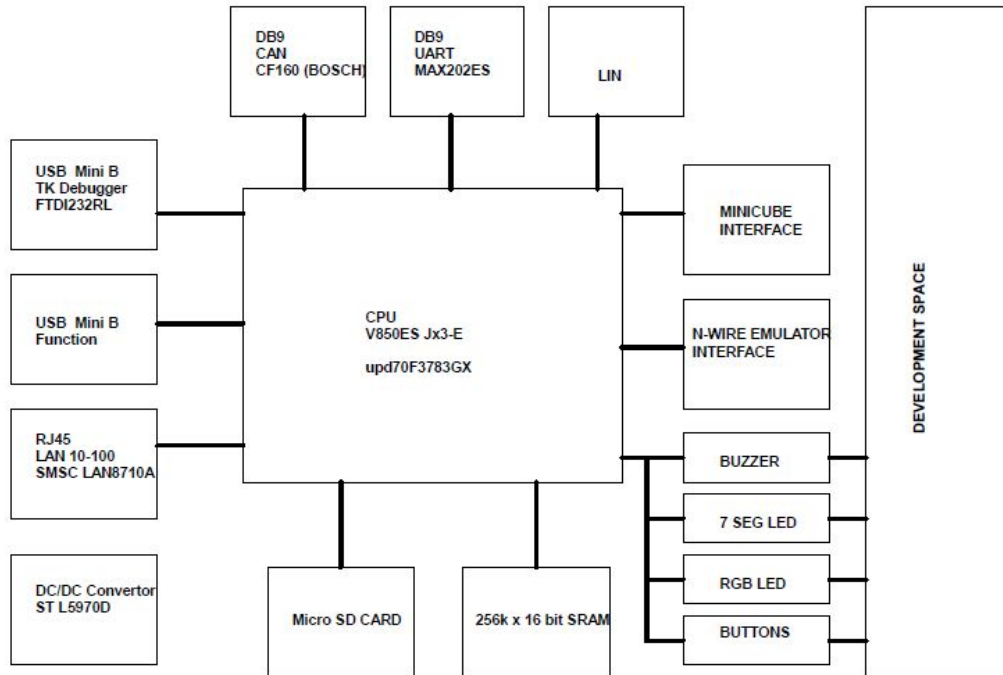 DB9
CAN
CF160 (BOSCH)
DB9
UART
MAX202ES
LIN
USB Mini B
TK Debugger
FTDI232RL
MINICUBE
INTERFACE
USB Mini B
Function
CPU
V850ES Jx3-E
upd70F3783GX
N-WIRE EMULATOR
INTERFACE
DEVELOPMENT SPACE
RJ45
LAN 10-100
SMSC LAN8710A
BUZZER
7 SEG LED
RGB LED
BUTTONS
DC/DC Convertor
ST L5970D
Micro SD CARD
256k x 16 bit SRAM